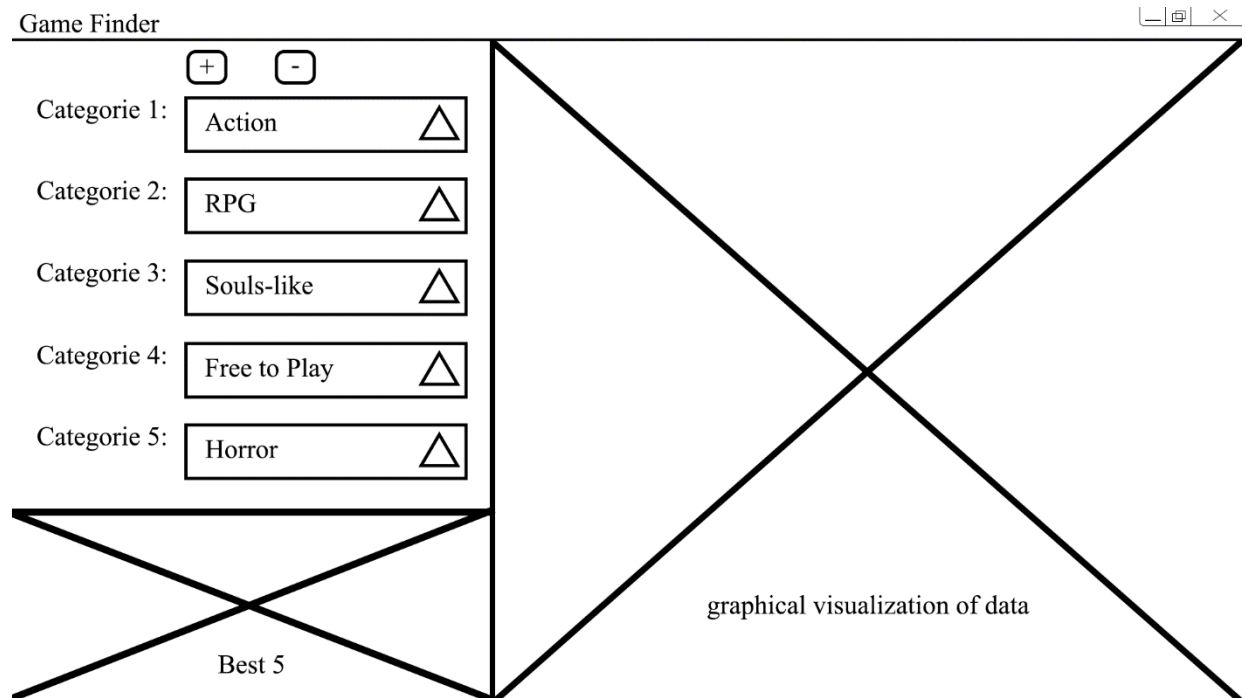 Game Finder
+ -
Categorie 1: Action
Categorie 2: RPG
Categorie 3: Souls-like
Categorie 4: Free to Play
Categorie 5: Horror
graphical visualization of data
Best 5